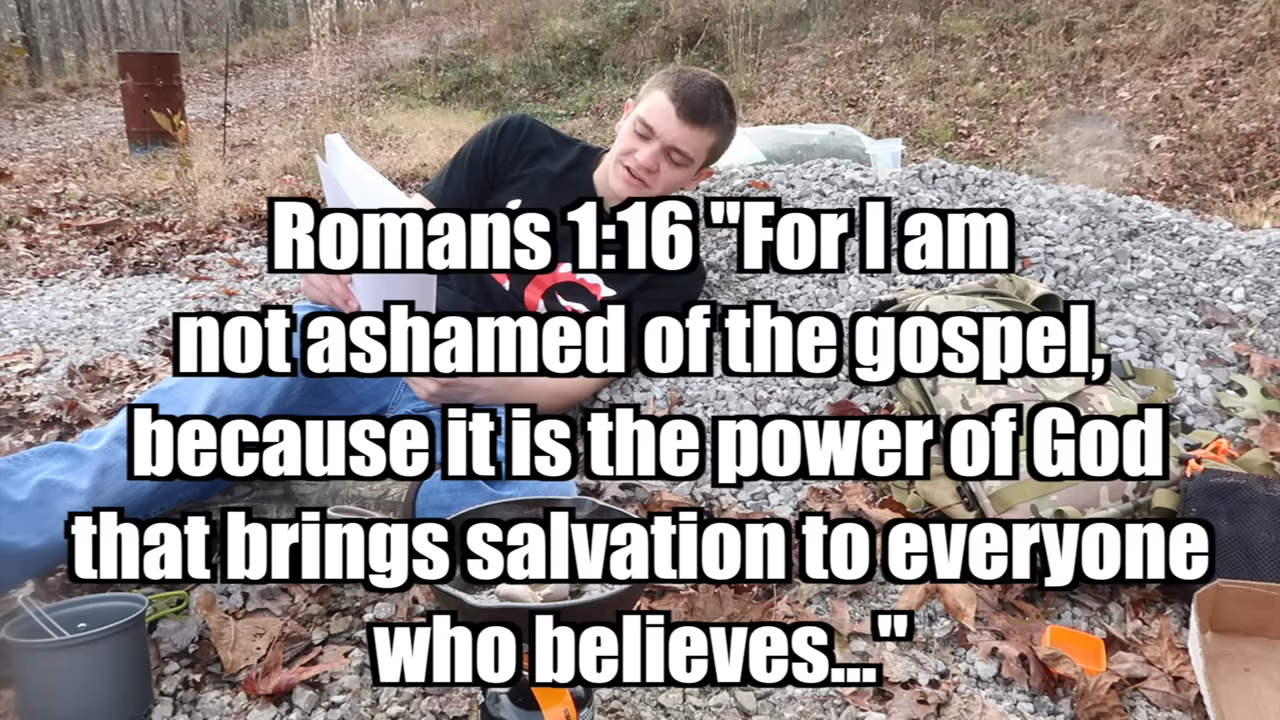 Romans 1:16 "For I am
not ashamed of the gospel,
because it is the power of God
that brings salvation to everyone
who believes..."